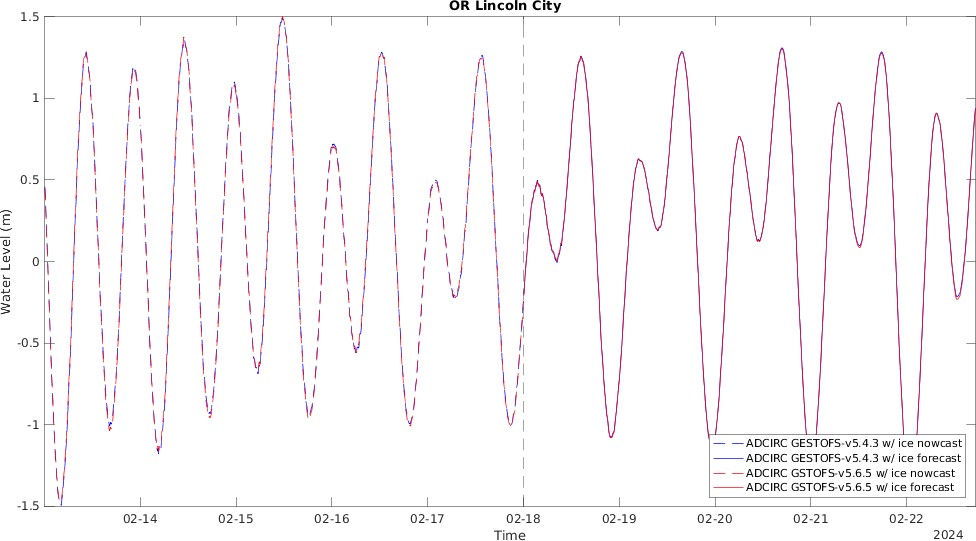 OR Lincoln City
1.5
1
0.5
0
-0.5
-1
-1.5
Water Level (m)
02-14
02-15
02-16
02-17
02-18
02-19
02-20
02-21
02-22
Time
2024
ADCIRC GESTOFS-v5.4.3 w/ ice nowcast
ADCIRC GESTOFS-v5.4.3 w/ ice forecast
ADCIRC GSTOFS-v5.6.5 w/ ice nowcast
ADCIRC GSTOFS-v5.6.5 w/ ice forecast